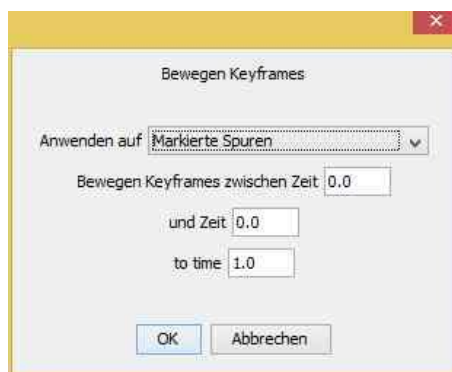 Bewegen Keyframes
Anwenden auf Markierte Spuren
Bewegen Keyframes zwischen Zeit 0.0
und Zeit 0.0
to time 1.0
OK Abbrechen